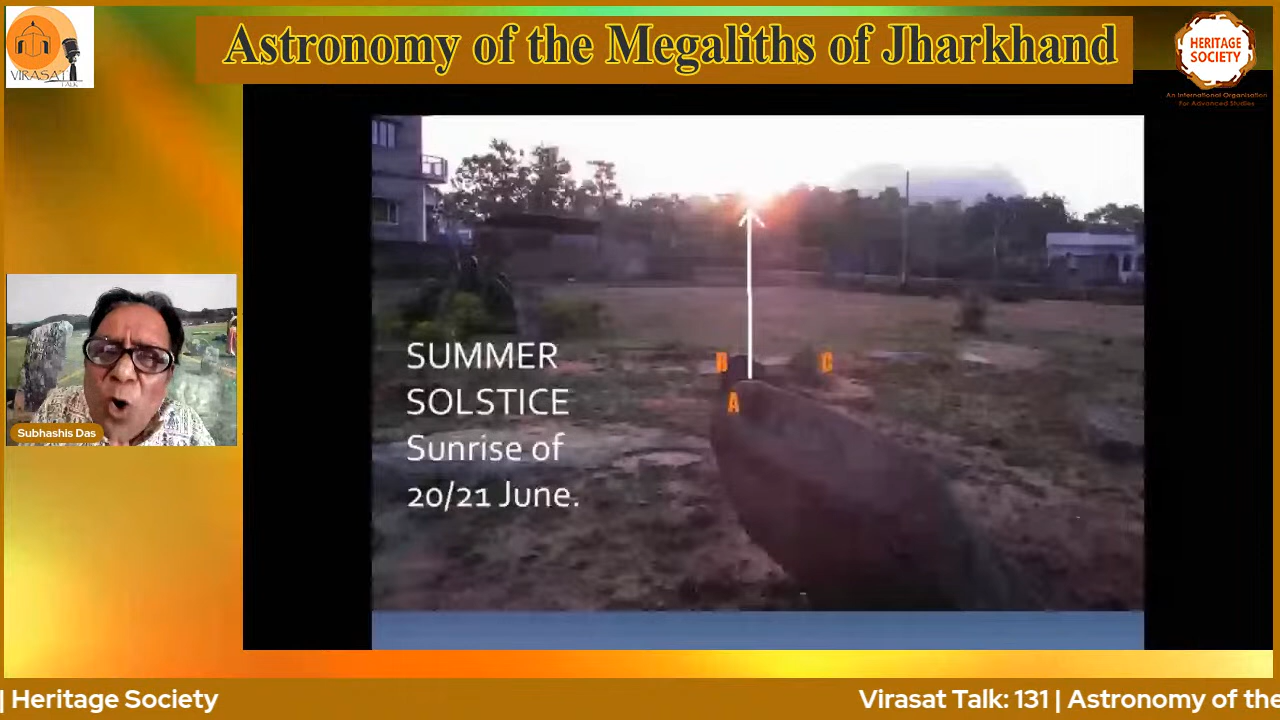 VIRASAT
TALK
Astronomy of the Megaliths of Jharkhand
HERITAGE
SOCIETY
An International Organisation
For Advanced Studies
SUMMER
SOLSTICE
Sunrise of
20/21 June.
B
C
A
Subhashis Das
| Heritage Society
Virasat Talk: 131 | Astronomy of the